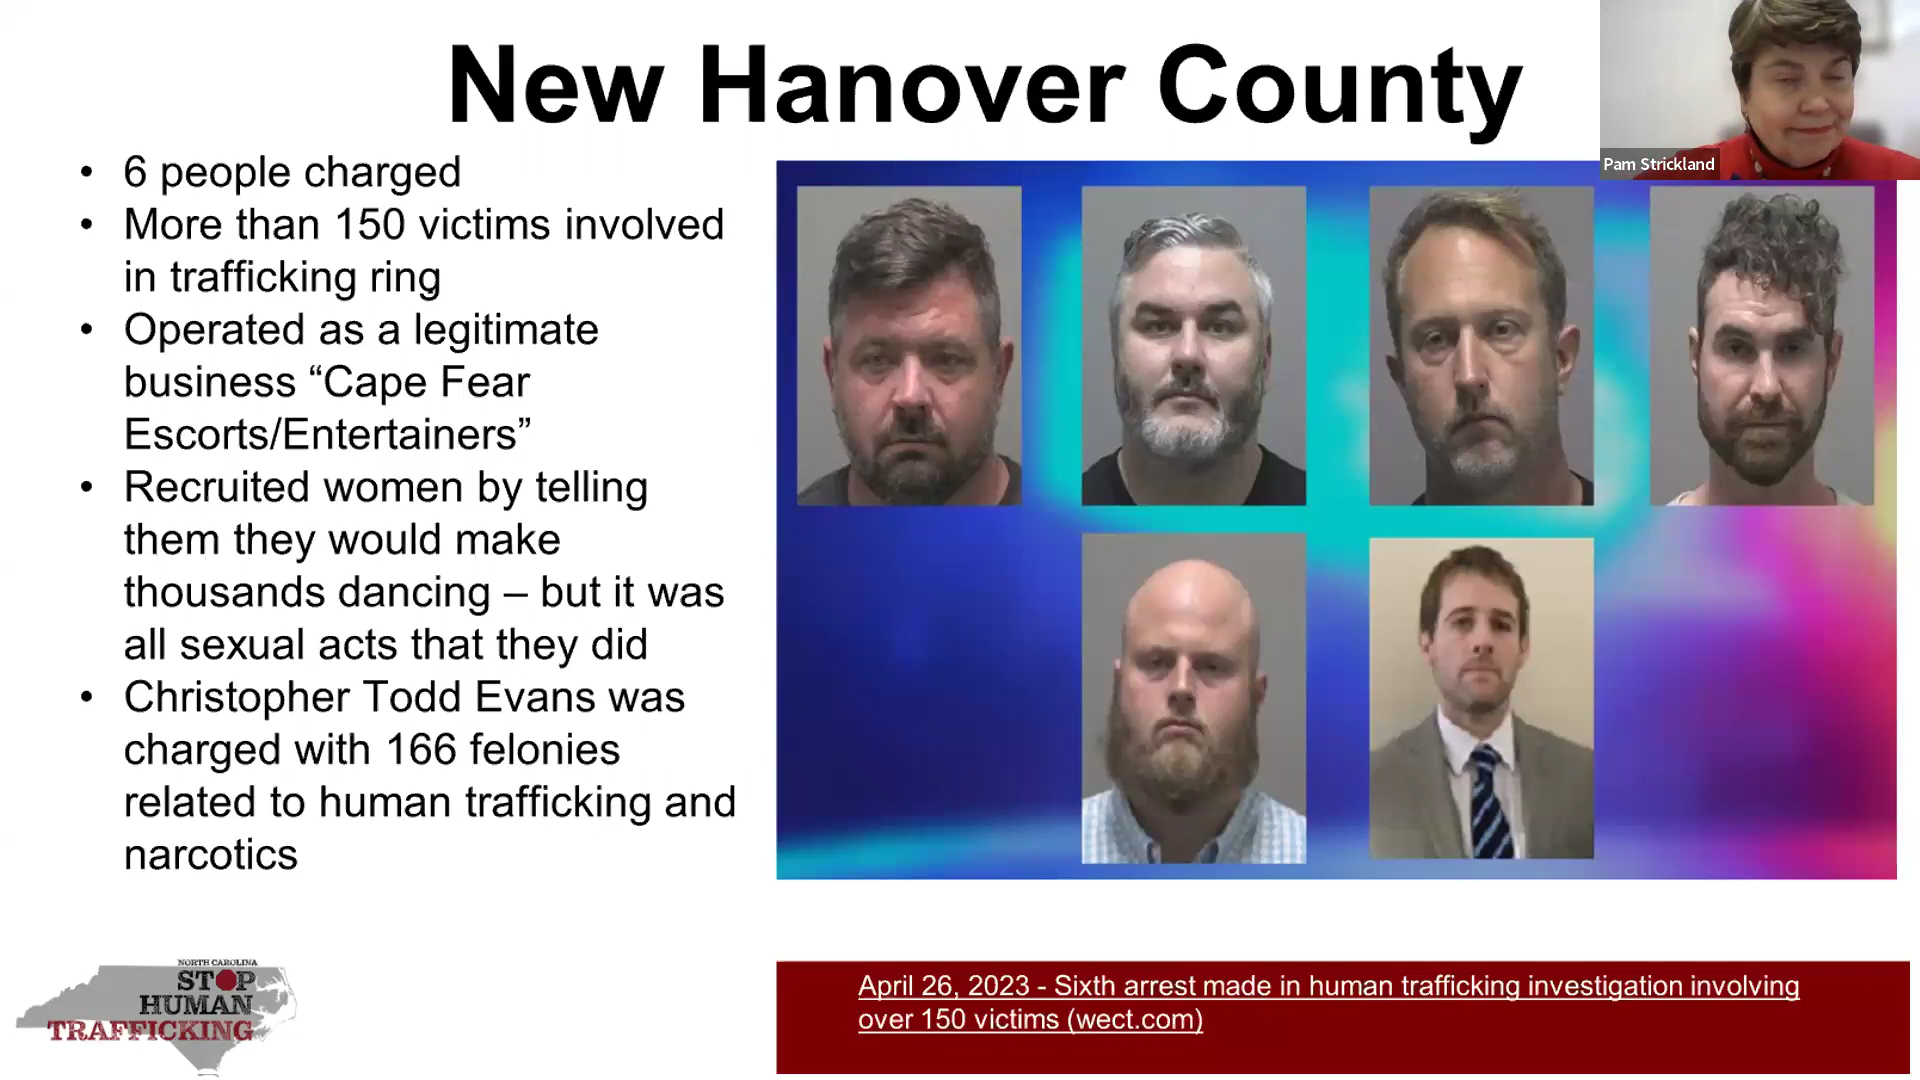 New Hanover County
Pam Strickland
• 6 people charged
• More than 150 victims involved
in trafficking ring
• Operated as a legitimate
business “Cape Fear
Escorts/Entertainers”
• Recruited women by telling
them they would make
thousands dancing – but it was
all sexual acts that they did
• Christopher Todd Evans was
charged with 166 felonies
related to human trafficking and
narcotics
NORTH CAROLINA
STOP
HUMAN
TRAFFICKING
April 26, 2023 - Sixth arrest made in human trafficking investigation involving
over 150 victims (wect.com)